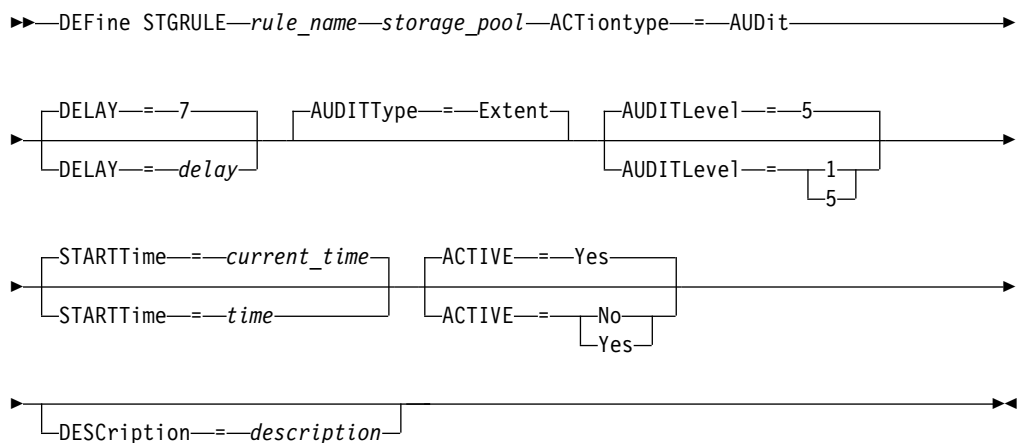 DEFine STGRULE rule_name storage_pool ACTiontype = AUDit
DELAY = 7 AUDITType = Extent AUDITLevel = 5
DELAY = delay AUDITLevel = 1
5
STARTTime = current_time ACTIVE = Yes
STARTTime = time ACTIVE = No
Yes
DESCription = description